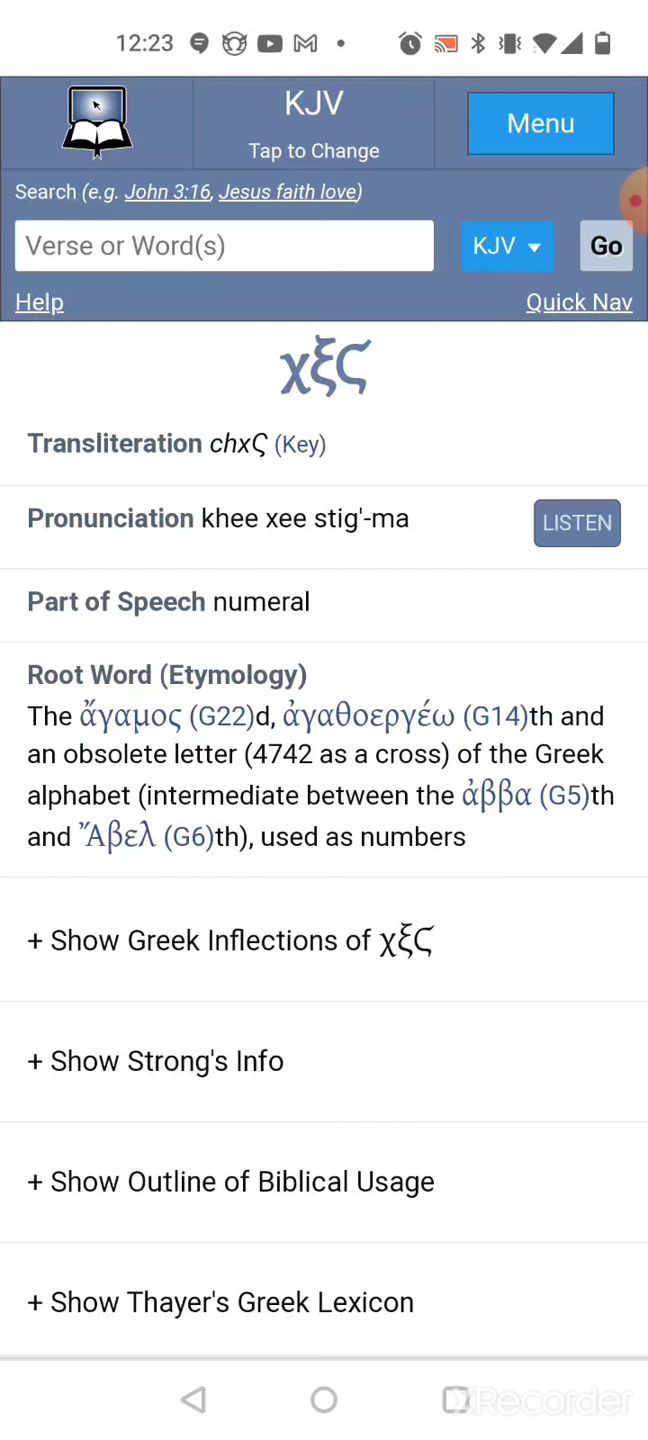 12:23
KJV
Tap to Change
Menu
Search (e.g. John 3:16, Jesus faith love)
Verse or Word(s)
KJV
Go
Help
Quick Nav
χξϚ
Transliteration chxϚ (Key)
Pronunciation khee xee stig'-ma
LISTEN
Part of Speech numeral
Root Word (Etymology)
The ἄγαμος (G22)d, ἀγαθοεργέω (G14)th and
an obsolete letter (4742 as a cross) of the Greek
alphabet (intermediate between the ἀββα (G5)th
and Ἄβελ (G6)th), used as numbers
+ Show Greek Inflections of χξϚ
+ Show Strong's Info
+ Show Outline of Biblical Usage
+ Show Thayer's Greek Lexicon
XRecorder